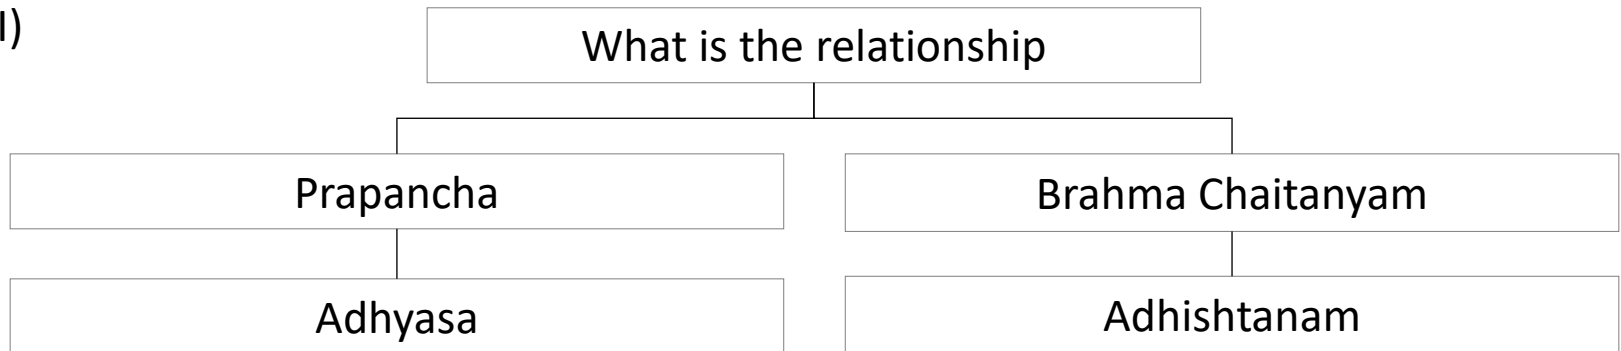 I)
What is the relationship
Prapancha
Brahma Chaitanyam
Adhyasa
Adhishtanam